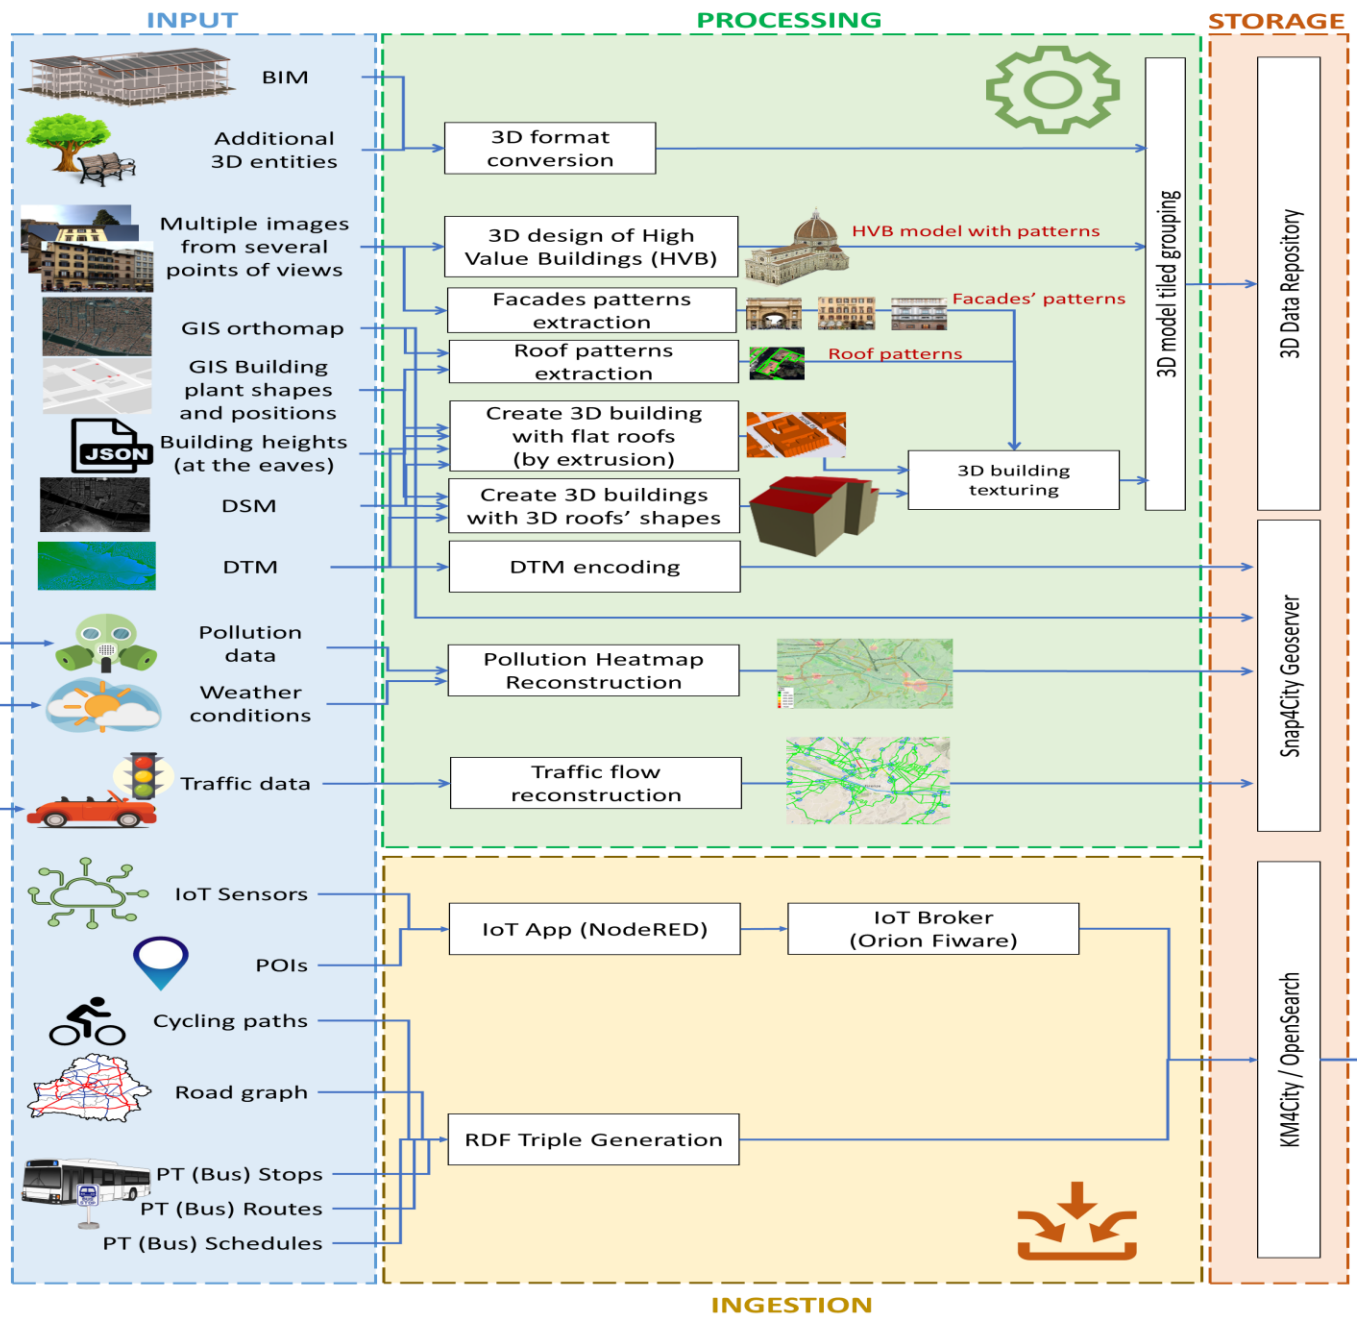 INPUT
PROCESSING
STORAGE
BIM
Additional
3D entities
Multiple images
from several
points of views
GIS orthomap
GIS Building
plant shapes
and positions
JSON
Building heights
(at the eaves)
DSM
DTM
Pollution
data
Weather
conditions
Traffic data
IoT Sensors
POIs
Cycling paths
Road graph
PT (Bus) Stops
PT (Bus) Routes
PT (Bus) Schedules
3D format
conversion
3D design of High
Value Buildings (HVB)
HVB model with patterns
Facades patterns
extraction
Facades’ patterns
Roof patterns
extraction
Roof patterns
Create 3D building
with flat roofs
(by extrusion)
3D building
texturing
Create 3D buildings
with 3D roofs’ shapes
DTM encoding
Pollution Heatmap
Reconstruction
Traffic flow
reconstruction
3D model tiled grouping
IoT App (NodeRED)
IoT Broker
(Orion Fiware)
RDF Triple Generation
3D Data Repository
Snap4City Geoserver
KM4City / OpenSearch
INGESTION